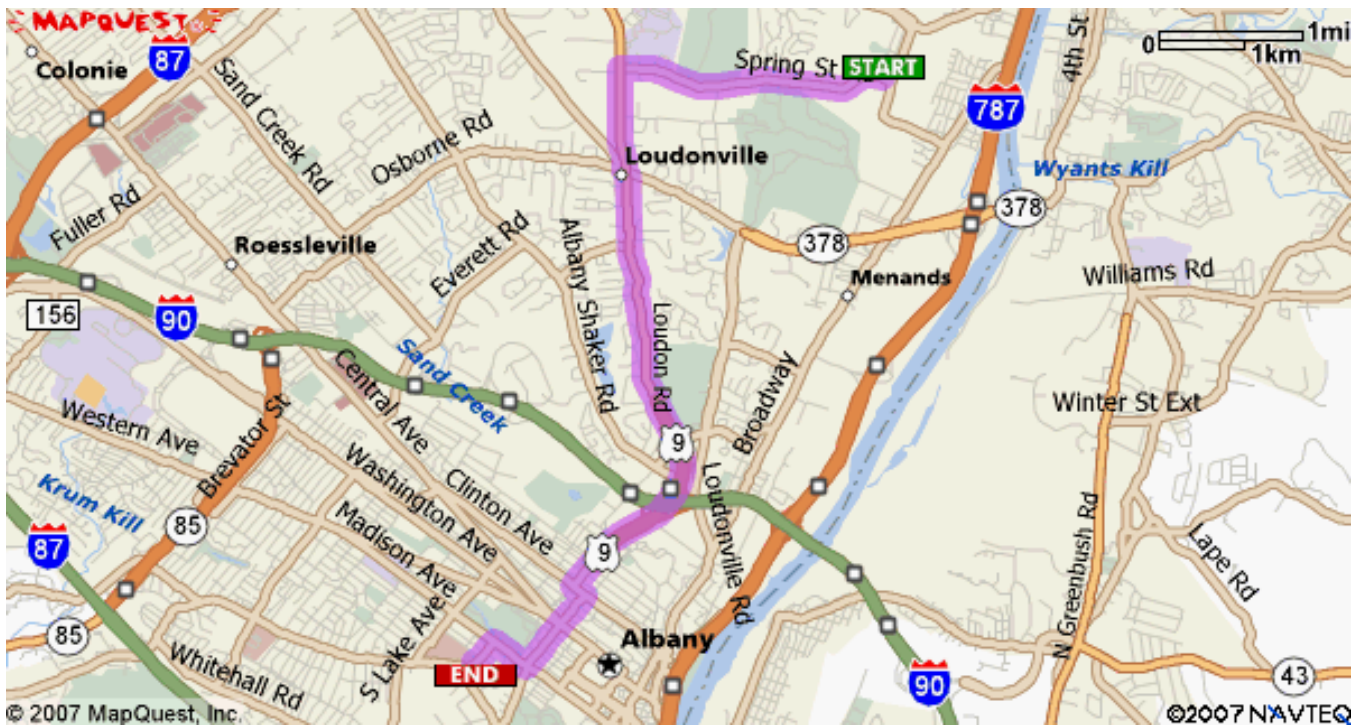 MAPQUEST
Colonie
87
Sand Creek Rd
Spring St
START
0
1mi
1km
4th St
787
Osborne Rd
Loudonville
Wyants Kill
Fuller Rd
378
Roessleville
Everett Rd
Albany Shaker Rd
378
Menands
Williams Rd
156
90
Loudon Rd
Sand Creek
Central Ave
Broadway
Winter St Ext
Western Ave
Brevator St
9
Krum Kill
Washington Ave
Clinton Ave
Loudonville Rd
85
Madison Ave
9
87
N Greenbush Rd
Lape Rd
85
S Lake Ave
Albany
Whitehall Rd
END
90
43
© 2007 MapQuest, Inc.
©2007 NAVTEQ